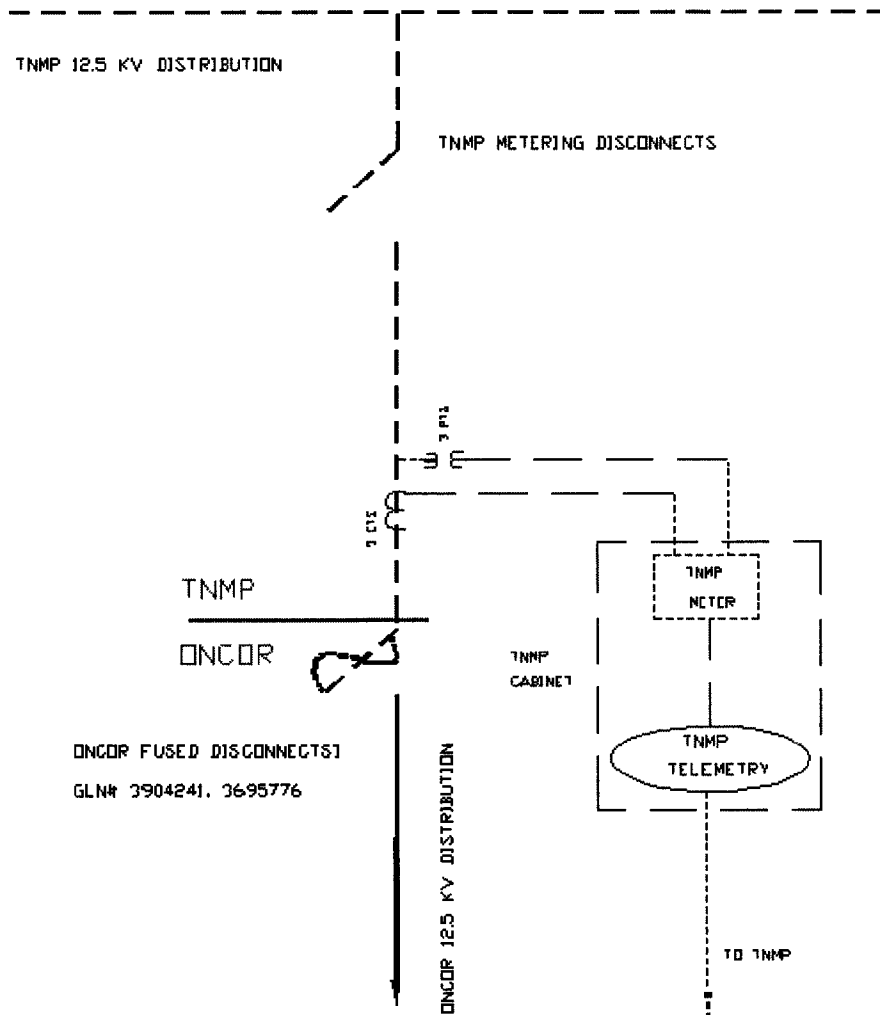 TNMP 12.5 KV DISTRIBUTION
TNMP METERING DISCONNECTS
3 PTS
3 CTS
TNMP
ONCOR
TNMP
METER
TNMP
CABINET
TNMP
TELEMETRY
ONCOR FUSED DISCONNECTS]
GLN# 3904241, 3695776
ONCOR 12.5 KV DISTRIBUTION
TO TNMP